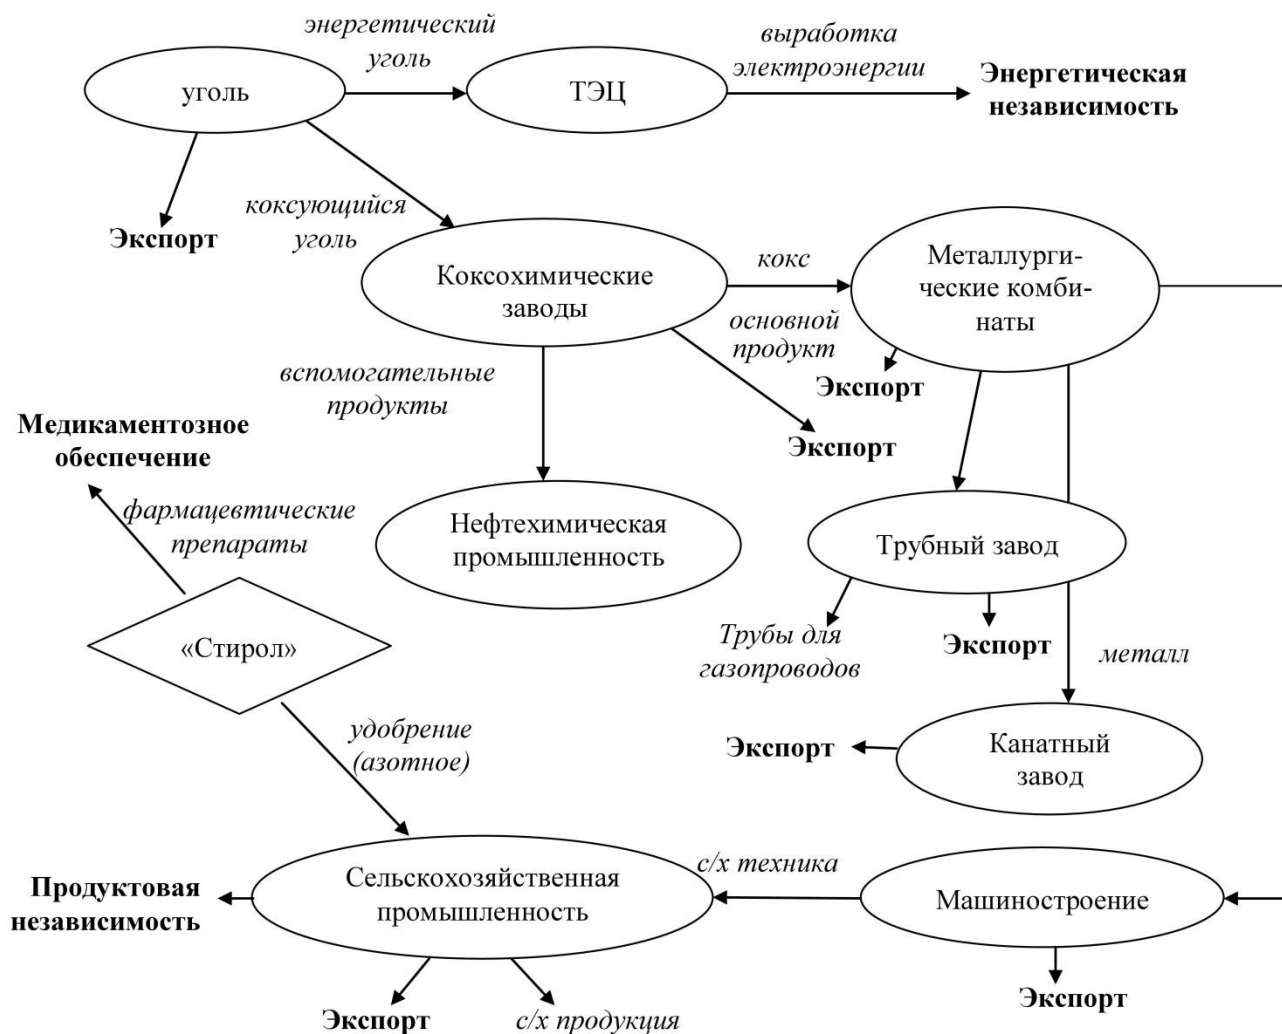 энергетический
уголь
выработка
электроэнергии
уголь
ТЭЦ
Энергетическая
независимость
Экспорт
коксующийся
уголь
Коксохимические
заводы
кокс
Металлурги-
ческие комби-
наты
основной
продукт
Экспорт
вспомогательные
продукты
Экспорт
Медикаментозное
обеспечение
фармацевтические
препараты
Нефтехимическая
промышленность
Трубный завод
«Стирол»
Трубы для
газопроводов
Экспорт
металл
удобрение
(азотное)
Экспорт
Канатный
завод
с/х техника
Продуктовая
независимость
Сельскохозяйственная
промышленность
Машиностроение
Экспорт
с/х продукция
Экспорт